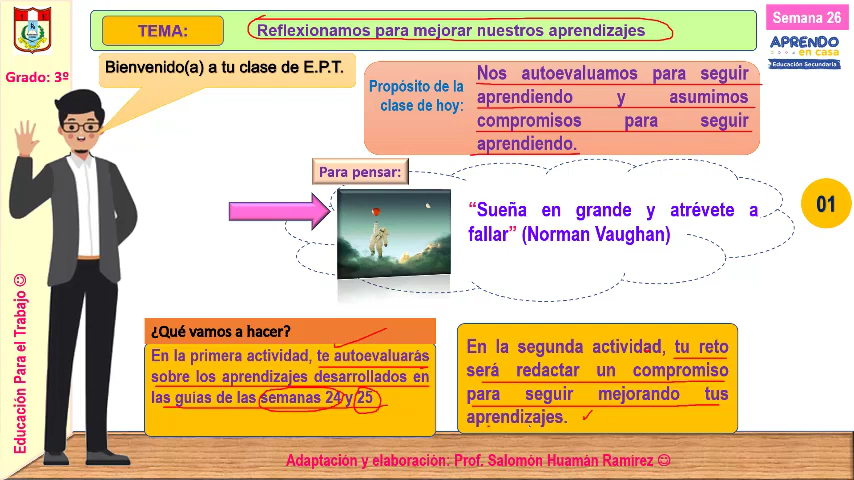 TEMA:
Reflexionamos para mejorar nuestros aprendizajes
Semana 26
APRENDO
en casa
Educación Secundaria
Grado: 3º
Bienvenido(a) a tu clase de E.P.T.
Propósito de la
clase de hoy:
Nos autoevaluamos para seguir
aprendiendo y asumimos
compromisos para seguir
aprendiendo.
Para pensar:
“Sueña en grande y atrévete a
fallar” (Norman Vaughan)
01
Educación Para el Trabajo ☺
¿Qué vamos a hacer?
En la primera actividad, te autoevaluarás
sobre los aprendizajes desarrollados en
las guías de las semanas 24 y 25
En la segunda actividad, tu reto
será redactar un compromiso
para seguir mejorando tus
aprendizajes.
Adaptación y elaboración: Prof. Salomón Huamán Ramírez ☺